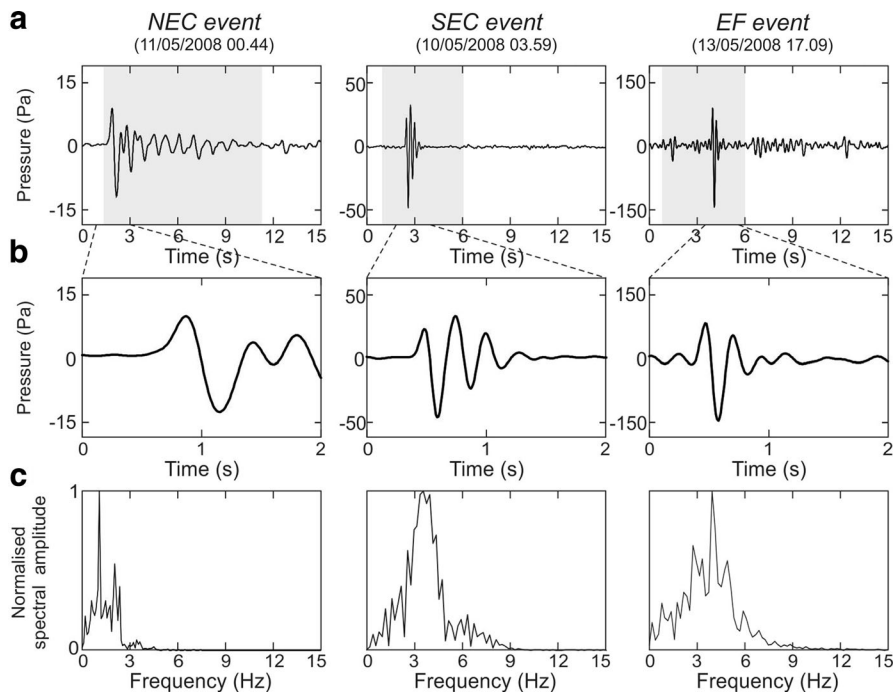 a
NEC event
(11/05/2008 00.44)
SEC event
(10/05/2008 03.59)
EF event
(13/05/2008 17.09)
Pressure (Pa)
15
0
-15
0 3 6 9 12 15
Time (s)
50
0
-50
0 3 6 9 12 15
Time (s)
150
0
-150
0 3 6 9 12 15
Time (s)
b
Pressure (Pa)
15
0
-15
0 1 2
Time (s)
50
0
-50
0 1 2
Time (s)
150
0
-150
0 1 2
Time (s)
c
Normalised
spectral amplitude
1
0
0 3 6 9 12 15
Frequency (Hz)
0 3 6 9 12 15
Frequency (Hz)
0 3 6 9 12 15
Frequency (Hz)